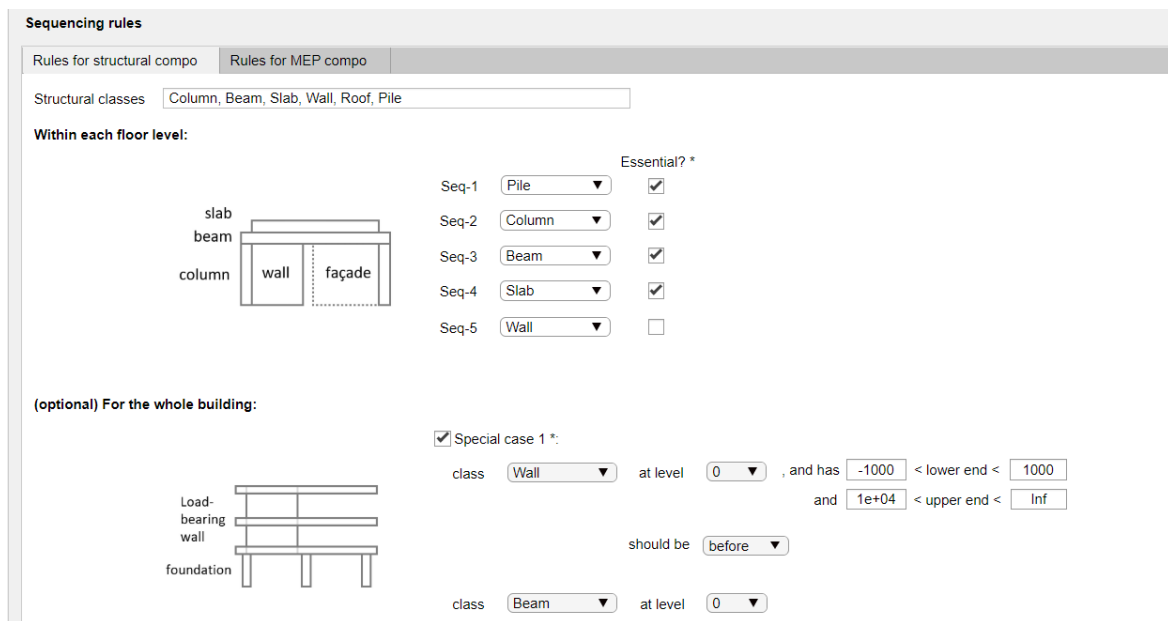 Sequencing rules
Rules for structural compo Rules for MEP compo
Structural classes Column, Beam, Slab, Wall, Roof, Pile
Within each floor level:
Essential? *
Seq-1 Pile
slab
beam
column wall façade
Seq-2 Column
Seq-3 Beam
Seq-4 Slab
Seq-5 Wall
(optional) For the whole building:
Special case 1 *:
class Wall at level 0 , and has -1000 < lower end < 1000
and 1e+04 < upper end < Inf
Load-
bearing
wall
foundation
should be before
class Beam at level 0